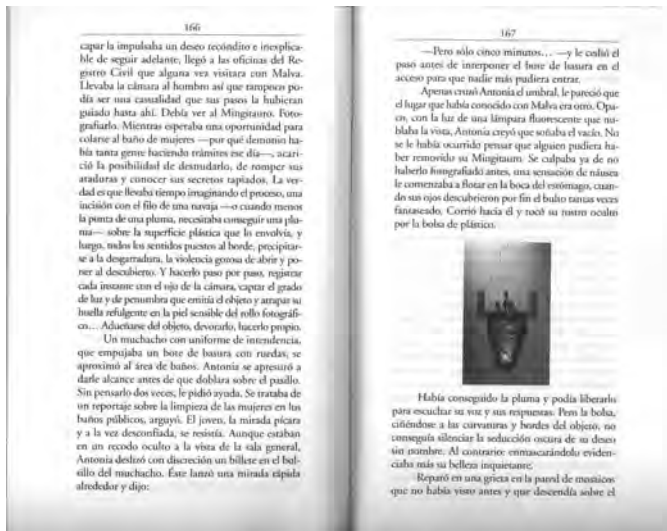 166
capar la impulsaba un deseo recóndito e inexplica-
ble de seguir adelante, llegó a las oficinas del Re-
gistro Civil que alguna vez visitara con Malva.
Llevaba la cámara al hombro así que tampoco po-
día ser una casualidad que sus pasos la hubieran
guiado hasta ahí. Debía ver al Mingitauro. Foto-
grafiarlo. Mientras esperaba una oportunidad para
colarse al baño de mujeres —por qué demonio ha-
bía tanta gente haciendo trámites ese día—, acari-
ció la posibilidad de desnudarlo, de romper sus
ataduras y conocer sus secretos tapiados. La ver-
dad es que llevaba tiempo imaginando el proceso, una
incisión con el filo de una navaja —o cuando menos
la punta de una pluma, necesitaba conseguir una plu-
ma— sobre la superficie plástica que lo envolvía, y
luego, todos los sentidos puestos al borde, precipitar-
se a la desgarradura, la violencia gozosa de abrir y po-
ner al descubierto. Y hacerlo paso por paso, registrar
cada instante con el ojo de la cámara, captar el grado
de luz y de penumbra que emitía el objeto y atrapar su
huella refulgente en la piel sensible del rollo fotográfi-
co... Adueñarse del objeto, devorarlo, hacerlo propio.
Un muchacho con uniforme de intendencia,
que empujaba un bote de basura con ruedas, se
aproximó al área de baños. Antonia se apresuró a
darle alcance antes de que doblara sobre el pasillo.
Sin pensarlo dos veces, le pidió ayuda. Se trataba de
un reportaje sobre la limpieza de las mujeres en los
baños públicos, arguyó. El joven, la mirada pícara
y a la vez desconfiada, se resistía. Aunque estaban
en un recodo oculto a la vista de la sala general,
Antonia deslizó con discreción un billete en el bol-
sillo del muchacho. Éste lanzó una mirada rápida
alrededor y dijo:
167
—Pero sólo cinco minutos... —y le cedió el
paso antes de interponer el bote de basura en el
acceso para que nadie más pudiera entrar.
Apenas cruzó Antonia el umbral, le pareció que
el lugar que había conocido con Malva era otro. Opa-
co, con la luz de una lámpara fluorescente que nu-
blaba la vista, Antonia creyó que soñaba el vacío. No
se le había ocurrido pensar que alguien pudiera ha-
ber removido su Mingitauro. Se culpaba ya de no
haberlo fotografiado antes, una sensación de náusea
le comenzaba a flotar en la boca del estómago, cuan-
do sus ojos descubrieron por fin el bulto tantas veces
fantaseado. Corrió hacia él y tocó su rostro oculto
por la bolsa de plástico.
Había conseguido la pluma y podía liberarlo
para escuchar su voz y sus respuestas. Pero la bolsa,
ciñéndose a las curvaturas y bordes del objeto, no
conseguía silenciar la seducción oscura de su deseo
sin nombre. Al contrario: enmascarándolo eviden-
ciaba más su belleza inquietante.
Reparó en una grieta en la pared de mosaicos
que no había visto antes y que descendía sobre el